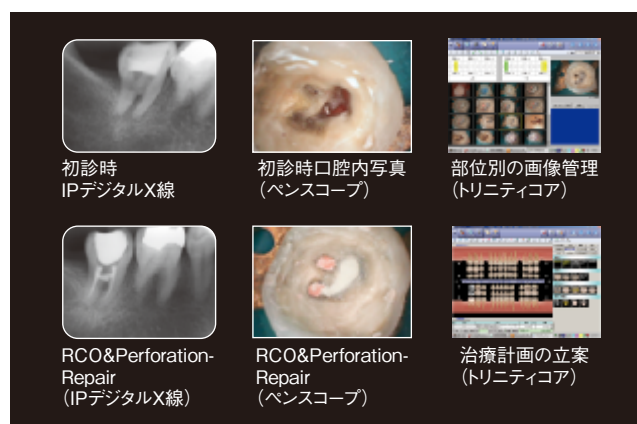 初診時
IPデジタルX線
初診時口腔内写真
（ペンスコープ）
部位別の画像管理
（トリニティコア）
RCO&Perforation-
Repair
（IPデジタルX線）
RCO&Perforation-
Repair
（ペンスコープ）
治療計画の立案
（トリニティコア）